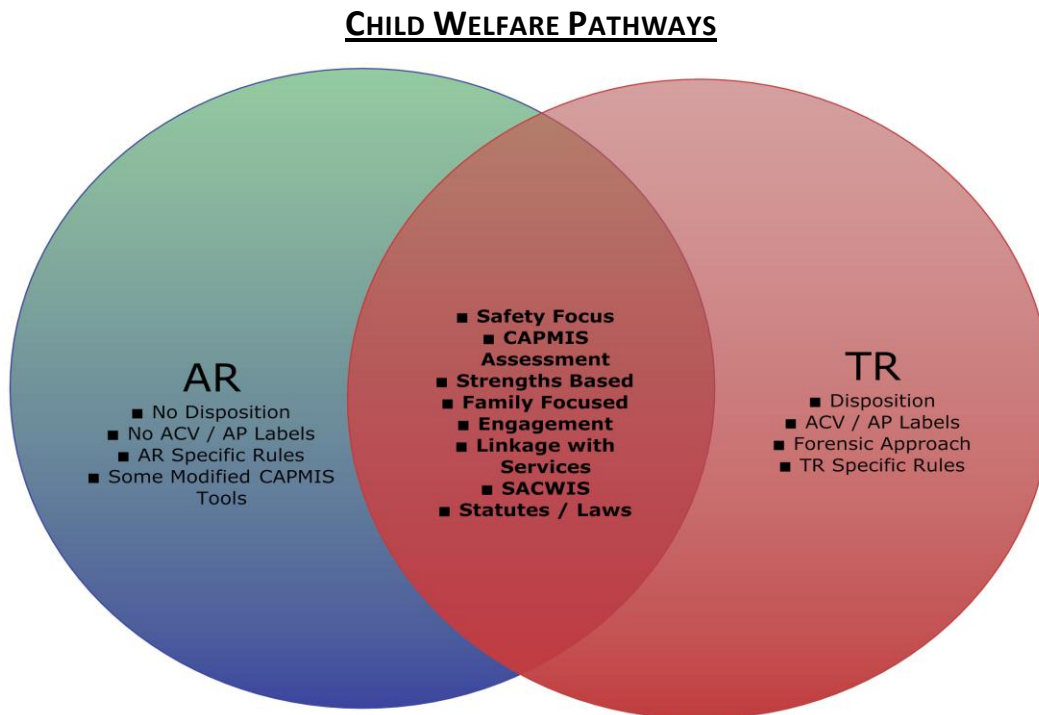 CHILD WELFARE PATHWAYS
AR
■ No Disposition
■ No ACV / AP Labels
■ AR Specific Rules
■ Some Modified CAPMIS
Tools
■ Safety Focus
■ CAPMIS
Assessment
■ Strengths Based
■ Family Focused
■ Engagement
■ Linkage with
Services
■ SACWIS
■ Statutes / Laws
TR
■ Disposition
■ ACV / AP Labels
■ Forensic Approach
■ TR Specific Rules